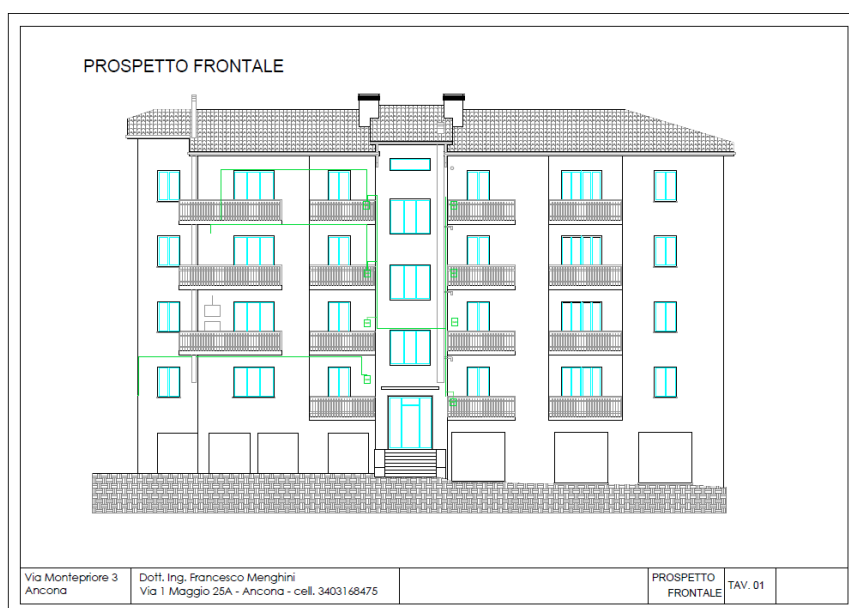 PROSPETTO FRONTALE
Via Montepriore 3
Ancona
Dott. Ing. Francesco Menghini
Via 1 Maggio 25A - Ancona - cell. 3403168475
PROSPETTO
FRONTALE
TAV. 01